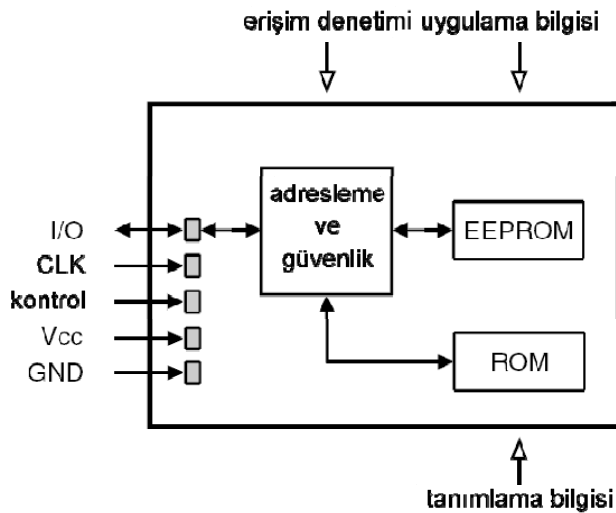 erişim denetimi uygulama bilgisi
adresleme
ve
güvenlik
EEPROM
I/O
CLK
kontrol
Vcc
GND
ROM
tanımlama bilgisi